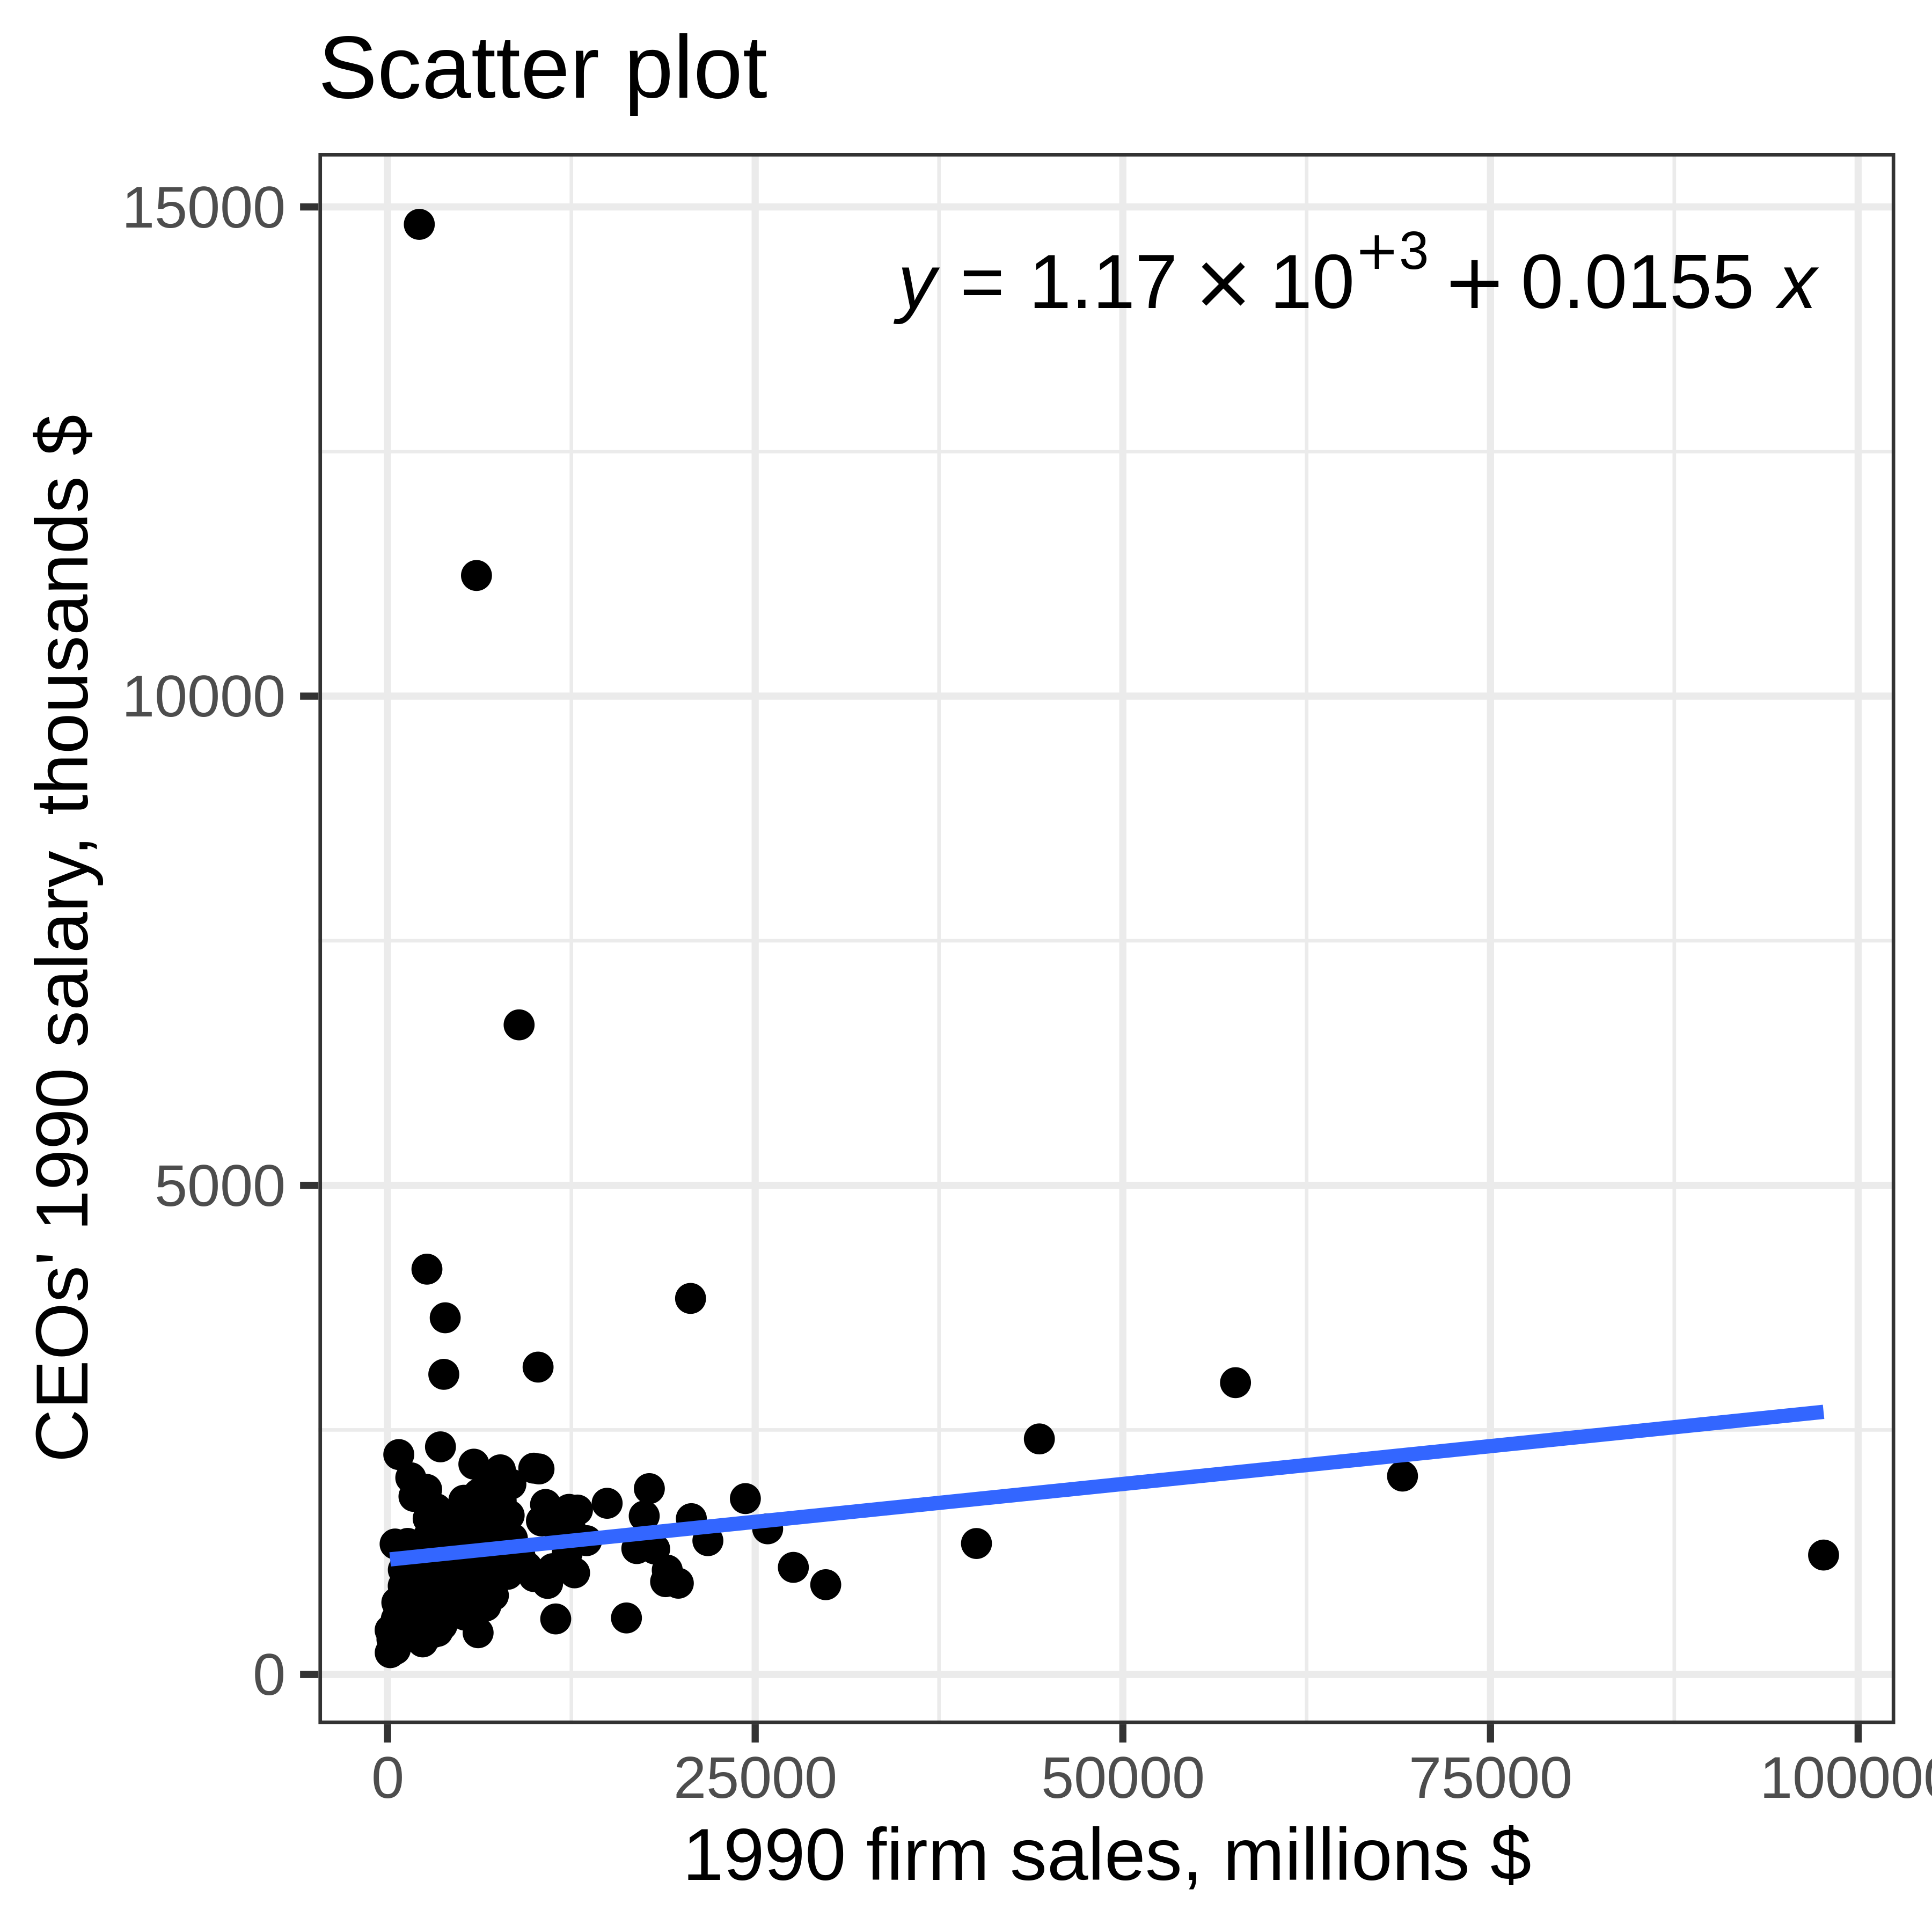 Scatter plot
y = 1.17 × 10⁺³ + 0.0155 x
CEOs' 1990 salary, thousands $
15000
10000
5000
0
0 25000 50000 75000 100000
1990 firm sales, millions $